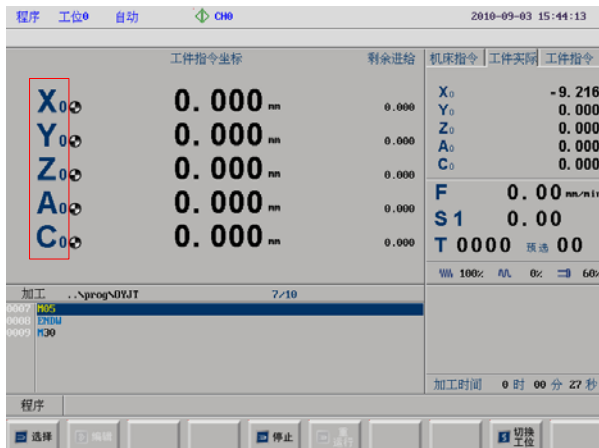 程序 工位0 自动 CH0 2010-09-03 15:44:13
工件指令坐标 剩余进给 机床指令 工件实际 工件指令
X0 0.000 mm 0.000
Y0 0.000 mm 0.000
Z0 0.000 mm 0.000
A0 0.000 mm 0.000
C0 0.000 mm 0.000
X0 -9.216
Y0 0.000
Z0 0.000
A0 0.000
C0 0.000
F 0.00 mm/min
S1 0.00
T 0000 预选 00
100% 0% 60%
加工 ..\prog\OYJT 7/10
0007 M05
0008 ENDW
0009 M30
加工时间 0 时 00 分 27 秒
程序
选择 编辑 停止 重运行 切换工位